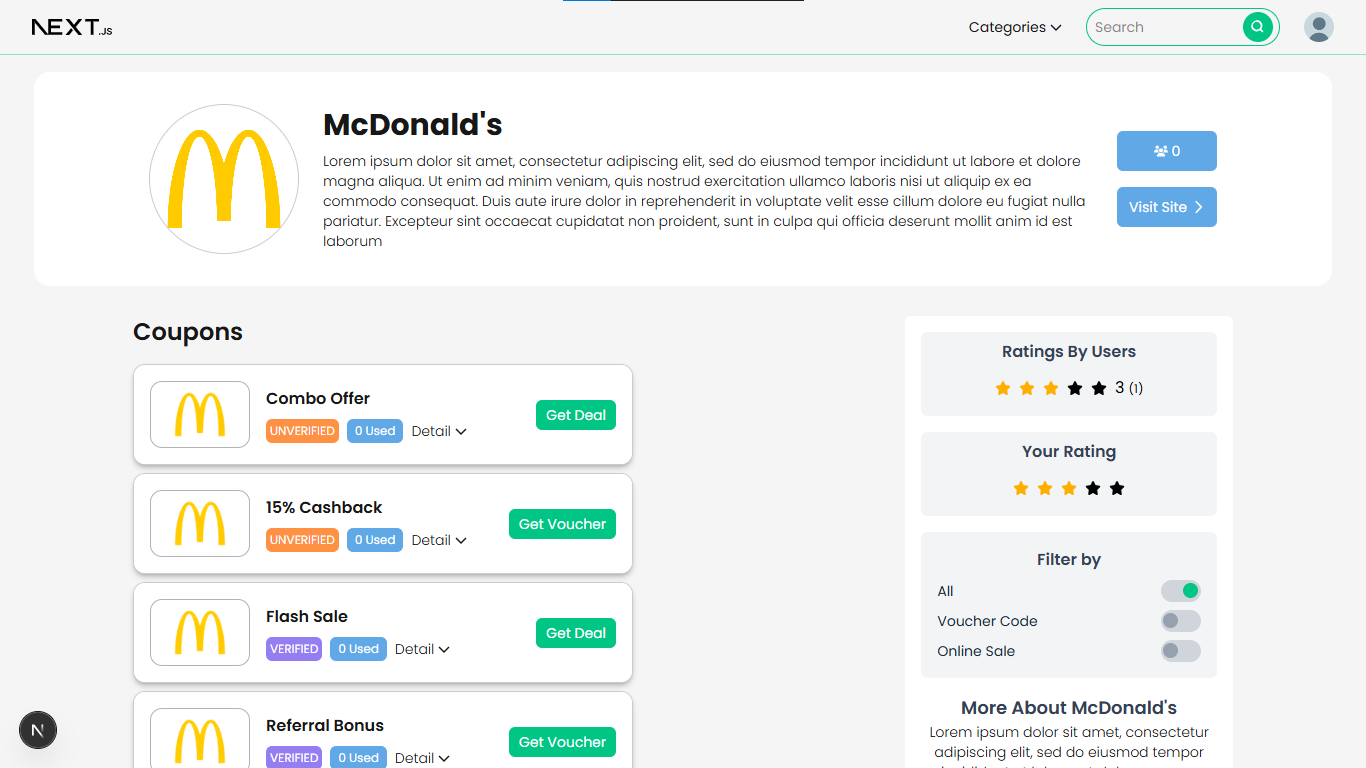 NEXT.JS
Categories
Search
McDonald's
Lorem ipsum dolor sit amet, consectetur adipiscing elit, sed do eiusmod tempor incididunt ut labore et dolore
magna aliqua. Ut enim ad minim veniam, quis nostrud exercitation ullamco laboris nisi ut aliquip ex ea
commodo consequat. Duis aute irure dolor in reprehenderit in voluptate velit esse cillum dolore eu fugiat nulla
pariatur. Excepteur sint occaecat cupidatat non proident, sunt in culpa qui officia deserunt mollit anim id est
laborum
0
Visit Site
Coupons
Combo Offer
UNVERIFIED 0 Used Detail
Get Deal
15% Cashback
UNVERIFIED 0 Used Detail
Get Voucher
Flash Sale
VERIFIED 0 Used Detail
Get Deal
Referral Bonus
VERIFIED 0 Used Detail
Get Voucher
Ratings By Users
3 (1)
Your Rating
Filter by
All
Voucher Code
Online Sale
More About McDonald's
Lorem ipsum dolor sit amet, consectetur
adipiscing elit, sed do eiusmod tempor
N